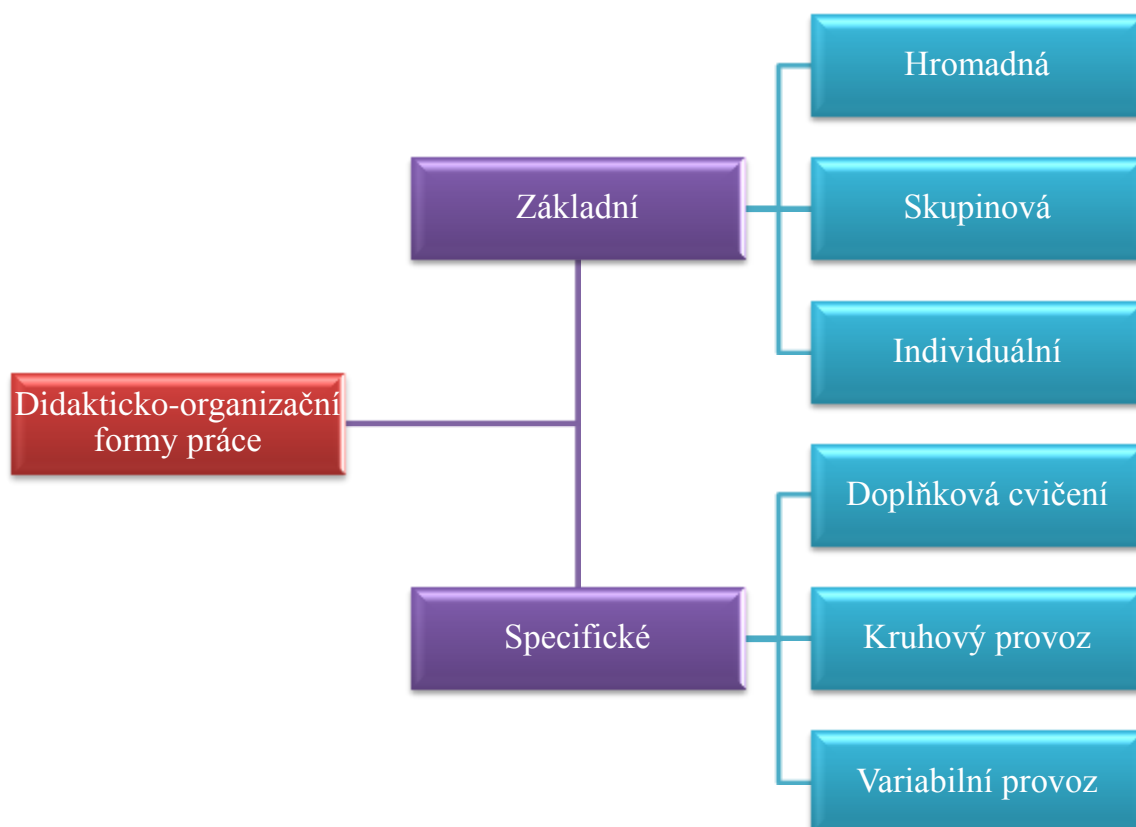 Didakticko-organizační
formy práce
Základní
Hromadná
Skupinová
Individuální
Specifické
Doplňková cvičení
Kruhový provoz
Variabilní provoz